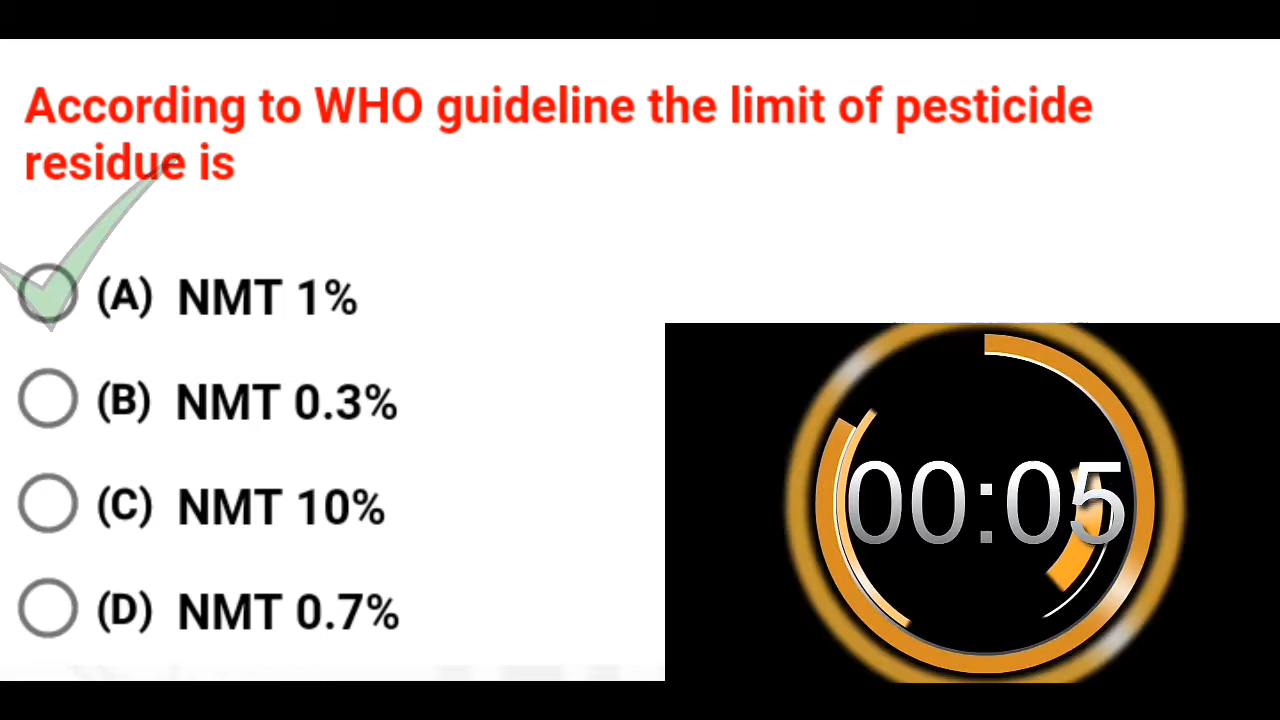 According to WHO guideline the limit of pesticide
residue is
(A) NMT 1%
(B) NMT 0.3%
(C) NMT 10%
(D) NMT 0.7%
00:05